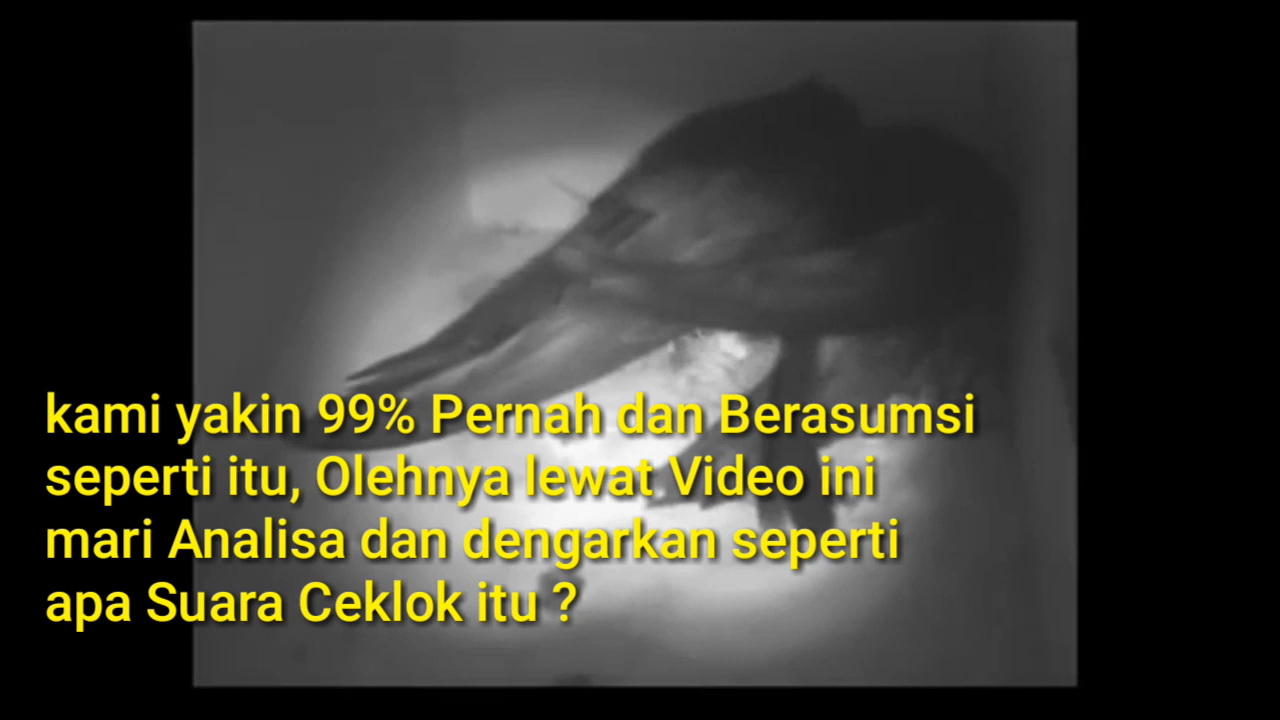 kami yakin 99% Pernah dan Berasumsi
seperti itu, Olehnya lewat Video ini
mari Analisa dan dengarkan seperti
apa Suara Ceklok itu ?